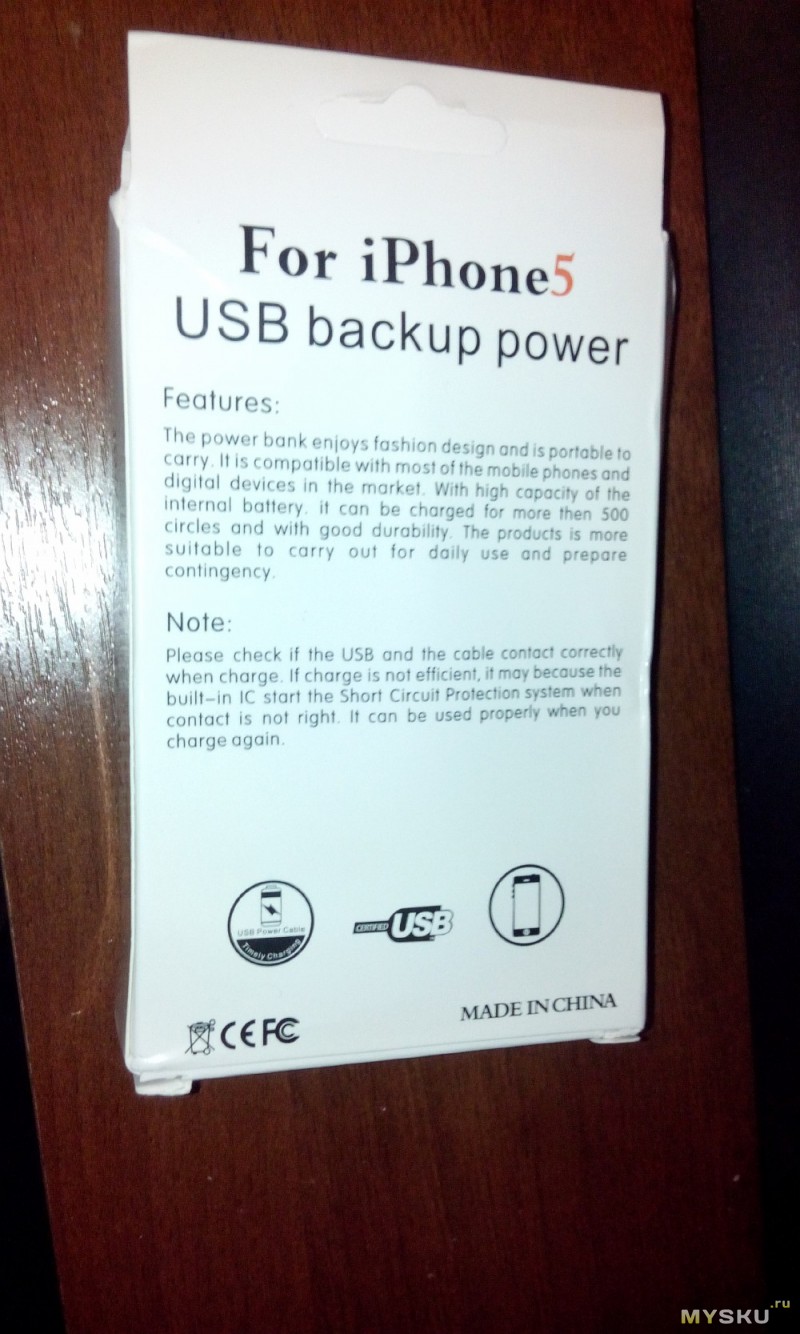 For iPhone5
USB backup power
Features:
The power bank enjoys fashion design and is portable to
carry. It is compatible with most of the mobile phones and
digital devices in the market. With high capacity of the
internal battery. it can be charged for more then 500
circles and with good durability. The products is more
suitable to carry out for daily use and prepare
contingency.
Note:
Please check if the USB and the cable contact correctly
when charge. If charge is not efficient, it may because the
built-in IC start the Short Circuit Protection system when
contact is not right. It can be used properly when you
charge again.
USB Power Cable
Timely Charging
CERTIFIED USB
MADE IN CHINA
CE FC
MYSKU.ru